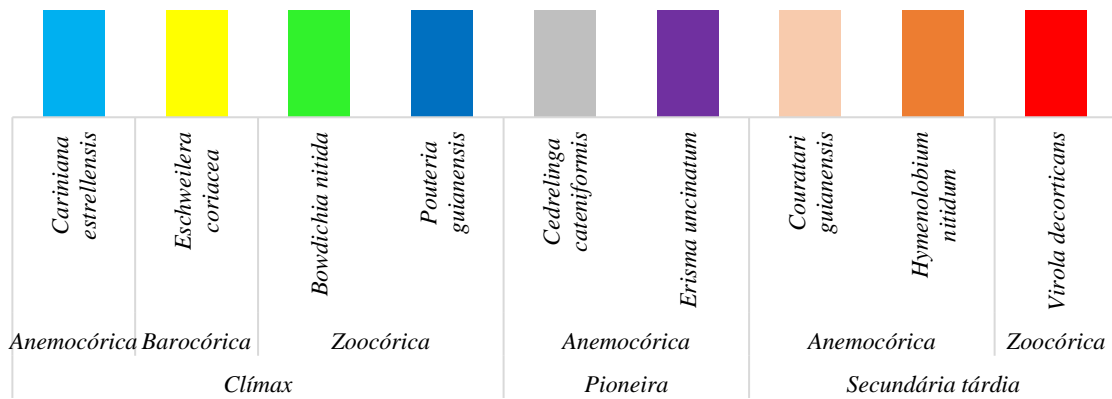 Cariniana
estrellensis
Eschweilera
coriacea
Bowdichia nitida
Pouteria
guianensis
Cedrelinga
cateniformis
Erisma uncinatum
Couratari
guianensis
Hymenolobium
nitidum
Virola decorticans
Anemocórica
Barocórica
Zoocórica
Anemocórica
Anemocórica
Zoocórica
Clímax
Pioneira
Secundária tárdia